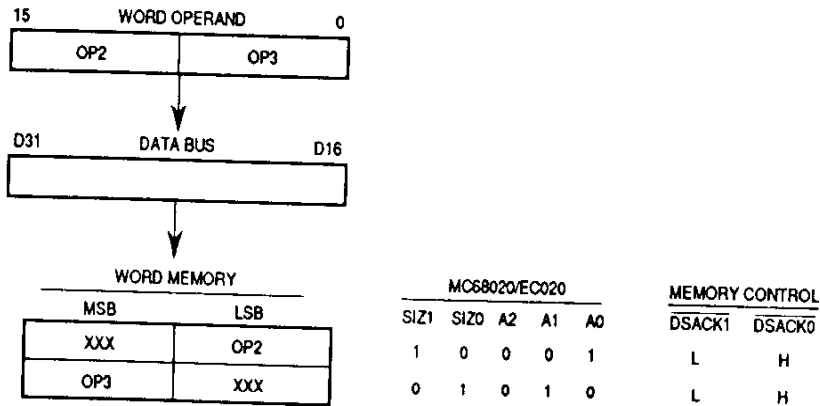 15 WORD OPERAND 0
OP2 OP3
D31 DATA BUS D16
WORD MEMORY
MSB LSB
XXX OP2
OP3 XXX
MC68020/EC020 MEMORY CONTROL
SIZ1 SIZ0 A2 A1 A0 DSACK1 DSACK0
1 0 0 0 1 L H
0 1 0 1 0 L H